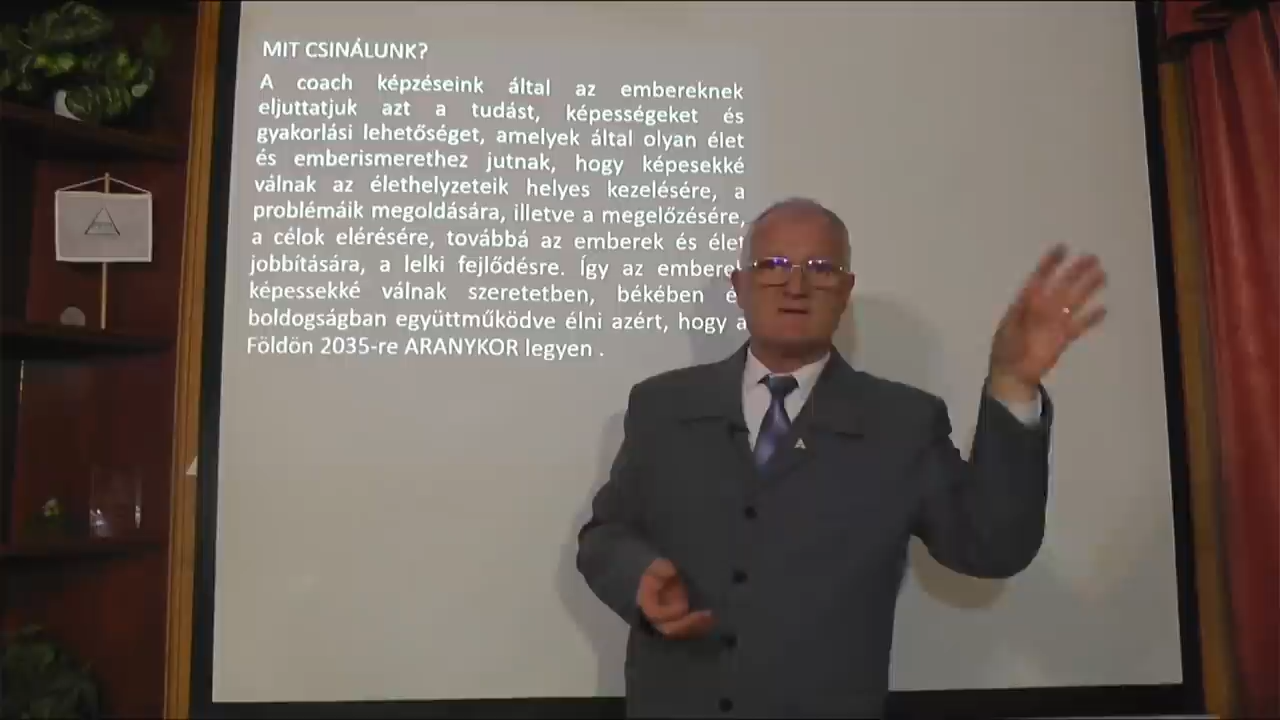 MIT CSINÁLUNK?
A coach képzéseink által az embereknek
eljuttatjuk azt a tudást, képességeket és
gyakorlási lehetőséget, amelyek által olyan élet
és emberismerethez jutnak, hogy képesekké
válnak az élethelyzeteik helyes kezelésére, a
problémáik megoldására, illetve a megelőzésére,
a célok elérésére, továbbá az emberek és élet
jobbítására, a lelki fejlődésre. Így az embere
képessekké válnak szeretetben, békében é
boldogságban együttműködve élni azért, hogy a
Földön 2035-re ARANYKOR legyen .